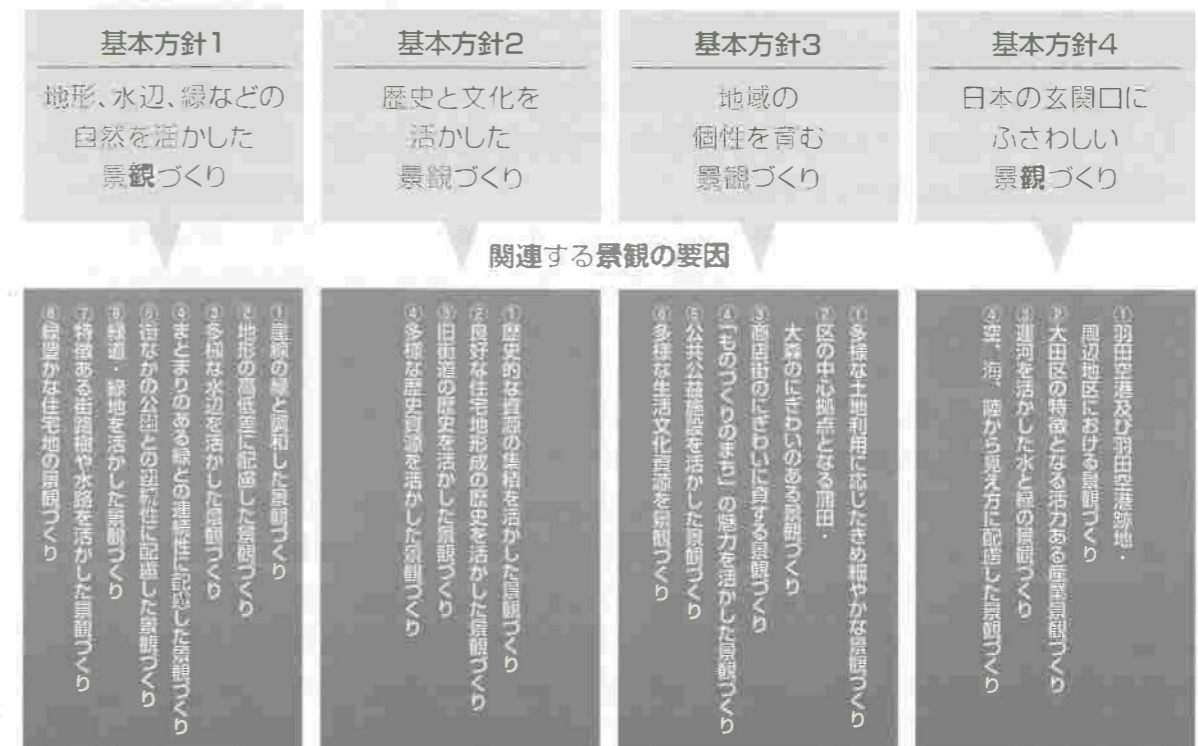 基本方針1
地形、水辺、緑などの
自然を活かした
景観づくり
基本方針2
歴史と文化を
活かした
景観づくり
基本方針3
地域の
個性を育む
景観づくり
基本方針4
日本の玄関口に
ふさわしい
景観づくり
関連する景観の要因
①崖線の緑と調和した景観づくり
②地形の高低差に配慮した景観づくり
③多様な水辺を活かした景観づくり
④まとまりのある緑との連続性に配慮した景観づくり
⑤街なかの公園との連続性に配慮した景観づくり
⑥緑道・緑地を活かした景観づくり
⑦特徴ある街路樹や水路を活かした景観づくり
⑧緑豊かな住宅地の景観づくり
①歴史的な資源の集積を活かした景観づくり
②良好な住宅地形成の歴史を活かした景観づくり
③旧街道の歴史を活かした景観づくり
④多様な歴史資源を活かした景観づくり
①多様な土地利用に応じたきめ細やかな景観づくり
②区の中心拠点となる蒲田・
大森のにぎわいのある景観づくり
③商店街のにぎわいに資する景観づくり
④「ものづくりのまち」の魅力を活かした景観づくり
⑤公共公益施設を活かした景観づくり
⑥多様な生活文化資源を景観づくり
①羽田空港及び羽田空港跡地・
周辺地区における景観づくり
②大田区の特徴となる活力ある産業景観づくり
③運河を活かした水と緑の景観づくり
④空、海、陸から見え方に配慮した景観づくり